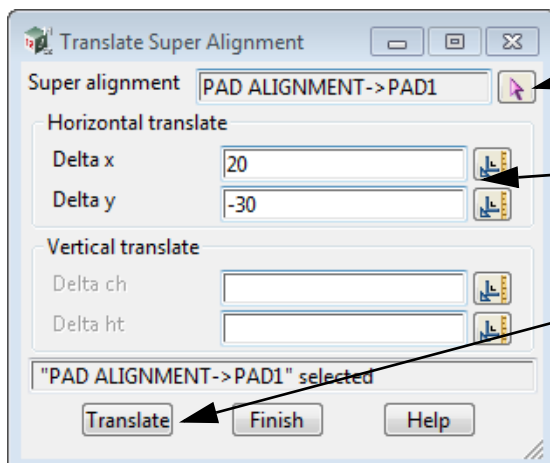 Translate Super Alignment
Super alignment PAD ALIGNMENT->PAD1
Horizontal translate
Delta x 20
Delta y -30
Vertical translate
Delta ch
Delta ht
"PAD ALIGNMENT->PAD1" selected
Translate Finish Help